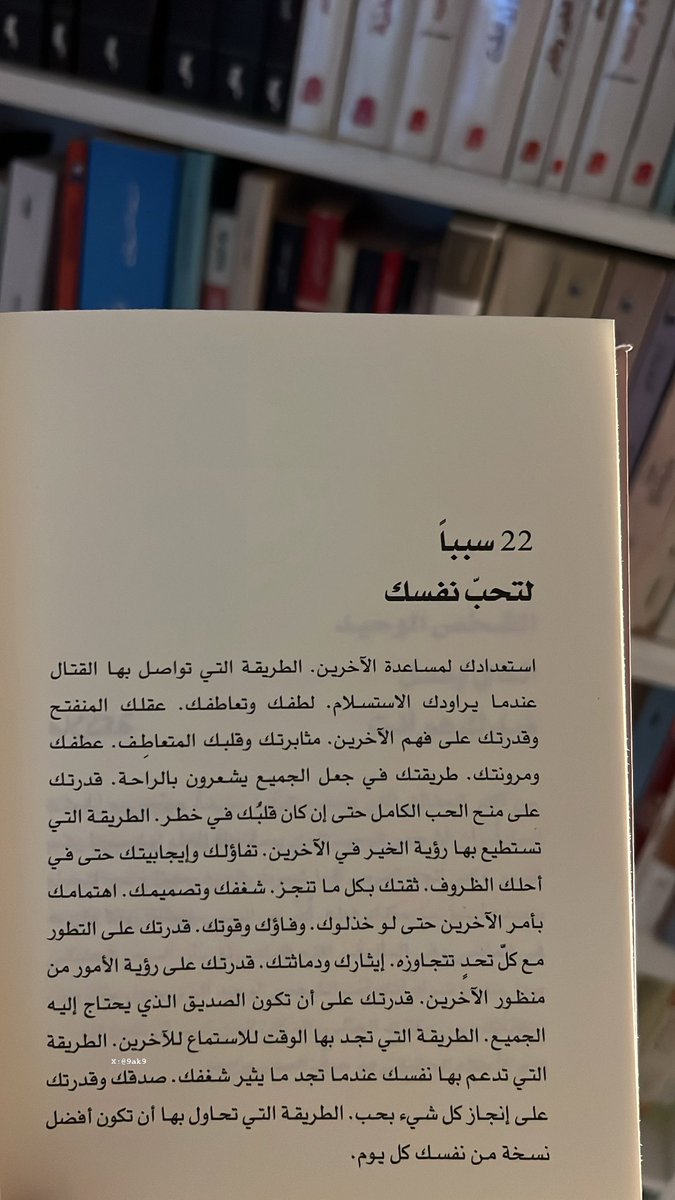 22 سبباً
لتحبّ نفسك
استعدادك لمساعدة الآخرين. الطريقة التي تواصل بها القتال
عندما يراودك الاستسلام. لطفك وتعاطفك. عقلك المنفتح
وقدرتك على فهم الآخرين. مثابرتك وقلبك المتعاطِف. عطفك
ومرونتك. طريقتك في جعل الجميع يشعرون بالراحة. قدرتك
على منح الحب الكامل حتى إن كان قلبُك في خطر. الطريقة التي
تستطيع بها رؤية الخير في الآخرين. تفاؤلك وإيجابيتك حتى في
أحلك الظروف. ثقتك بكل ما تنجز. شغفك وتصميمك. اهتمامك
بأمر الآخرين حتى لو خذلوك. وفاؤك وقوتك. قدرتك على التطور
مع كلّ تحدٍ تتجاوزه. إيثارك ودماثتك. قدرتك على رؤية الأمور من
منظور الآخرين. قدرتك على أن تكون الصديق الذي يحتاج إليه
الجميع. الطريقة التي تجد بها الوقت للاستماع للآخرين. الطريقة
X:@9ak9
التي تدعم بها نفسك عندما تجد ما يثير شغفك. صدقك وقدرتك
على إنجاز كل شيء بحب. الطريقة التي تحاول بها أن تكون أفضل
نسخة من نفسك كل يوم.